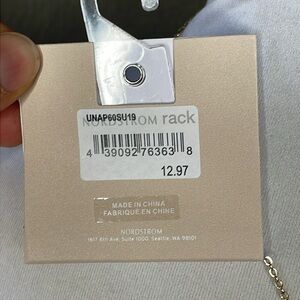 UNAP60SU19
NORDSTROM rack
4 39092 76363 8
12.97
MADE IN CHINA
FABRIQUÉ EN CHINE
NORDSTROM
1617 6th Ave, Suite 1000, Seattle, WA 98101